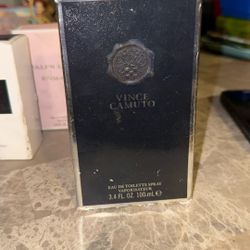 VINCE
CAMUTO
EAU DE TOILETTE SPRAY
VAPORISATEUR
3.4 FL. OZ. 100 mL ℮